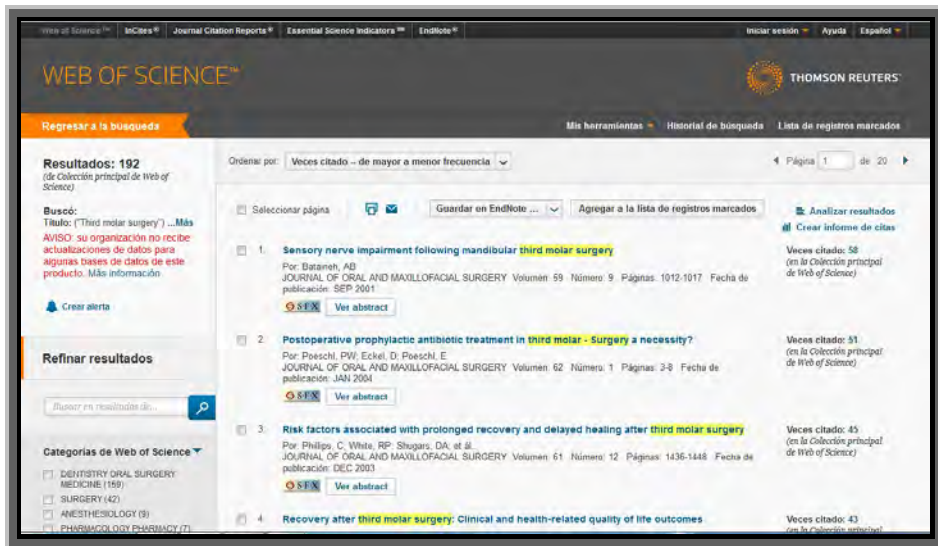 Web of Science™ InCites® Journal Citation Reports® Essential Science Indicators℠ EndNote® Iniciar sesión Ayuda Español
WEB OF SCIENCE™
THOMSON REUTERS™
Regresar a la búsqueda
Mis herramientas Historial de búsqueda Lista de registros marcados
Resultados: 192
(de Colección principal de Web of
Science)
Buscó:
Título: ("Third molar surgery") ...Más
AVISO: su organización no recibe
actualizaciones de datos para
algunas bases de datos de este
producto. Más información.
Crear alerta
Refinar resultados
Buscar en resultados de...
Categorías de Web of Science
DENTISTRY ORAL SURGERY
MEDICINE (169)
SURGERY (42)
ANESTHESIOLOGY (9)
PHARMACOLOGY PHARMACY (7)
Ordenar por: Veces citado -- de mayor a menor frecuencia
Página 1 de 20
Seleccionar página
Guardar en EndNote ...
Agregar a la lista de registros marcados
Analizar resultados
Crear informe de citas
1. Sensory nerve impairment following mandibular third molar surgery
Por: Bataineh, AB
JOURNAL OF ORAL AND MAXILLOFACIAL SURGERY Volumen: 59 Número: 9 Páginas: 1012-1017 Fecha de
publicación: SEP 2001
S·F·X Ver abstract
Veces citado: 58
(en la Colección principal
de Web of Science)
2. Postoperative prophylactic antibiotic treatment in third molar - Surgery a necessity?
Por: Poeschl, PW; Eckel, D; Poeschl, E
JOURNAL OF ORAL AND MAXILLOFACIAL SURGERY Volumen: 62 Número: 1 Páginas: 3-8 Fecha de
publicación: JAN 2004
S·F·X Ver abstract
Veces citado: 51
(en la Colección principal
de Web of Science)
3. Risk factors associated with prolonged recovery and delayed healing after third molar surgery
Por: Phillips, C; White, RP; Shugars, DA; et ál.
JOURNAL OF ORAL AND MAXILLOFACIAL SURGERY Volumen: 61 Número: 12 Páginas: 1436-1448 Fecha de
publicación: DEC 2003
S·F·X Ver abstract
Veces citado: 45
(en la Colección principal
de Web of Science)
4. Recovery after third molar surgery: Clinical and health-related quality of life outcomes
Veces citado: 43
(en la Colección principal